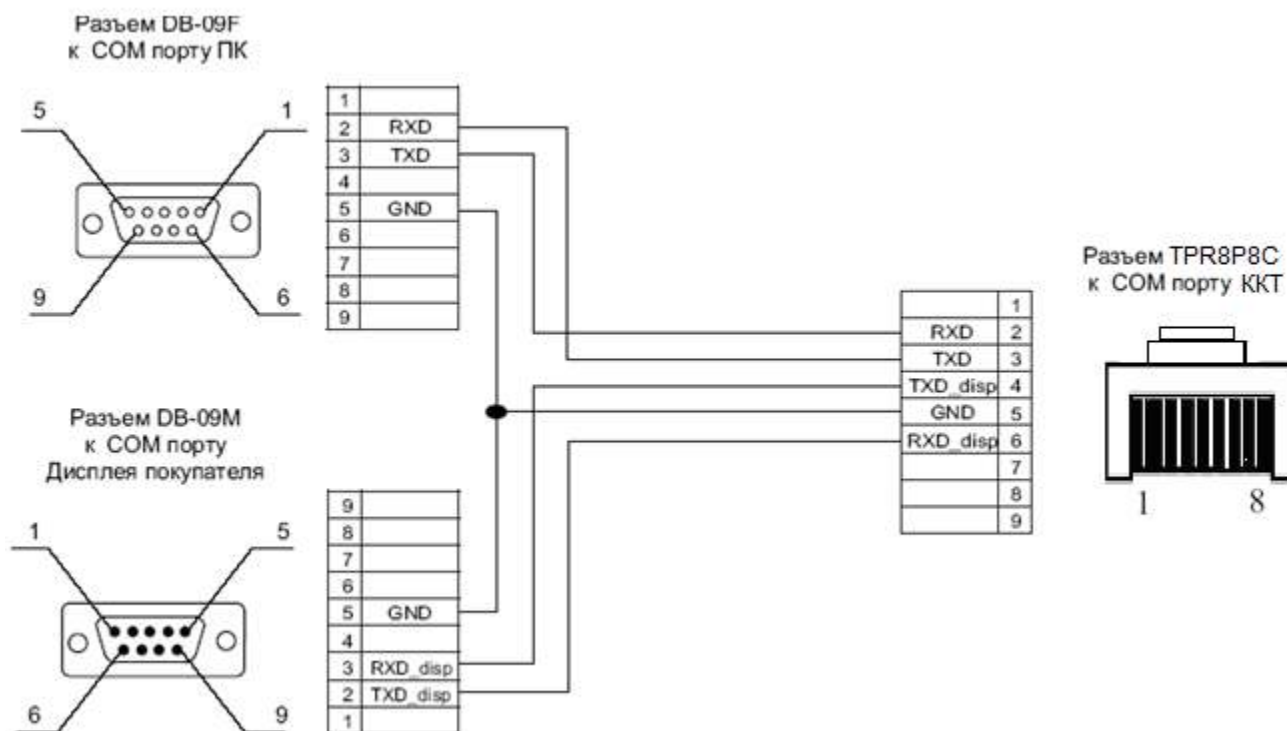 Разъем DB-09F
к COM порту ПК
5
1
9
6
1
2 RXD
3 TXD
4
5 GND
6
7
8
9
Разъем TPR8P8C
к COM порту ККТ
1
RXD 2
TXD 3
TXD_disp 4
GND 5
RXD_disp 6
7
8
9
1
8
Разъем DB-09M
к COM порту
Дисплея покупателя
1
5
6
9
9
8
7
6
5 GND
4
3 RXD_disp
2 TXD_disp
1